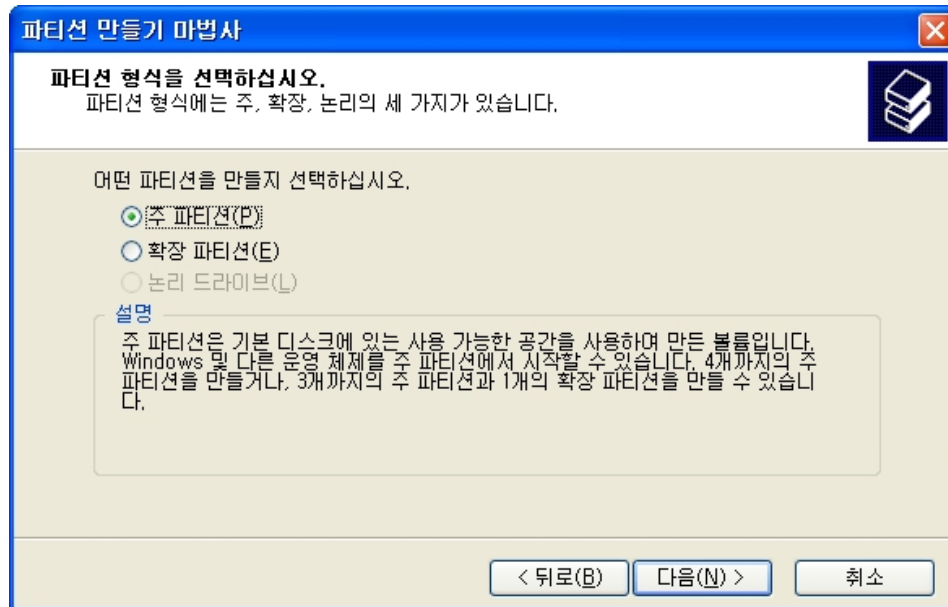 파티션 만들기 마법사
파티션 형식을 선택하십시오.
파티션 형식에는 주, 확장, 논리의 세 가지가 있습니다.
어떤 파티션을 만들지 선택하십시오.
주 파티션(P)
확장 파티션(E)
논리 드라이브(L)
설명
주 파티션은 기본 디스크에 있는 사용 가능한 공간을 사용하여 만든 볼륨입니다.
Windows 및 다른 운영 체제를 주 파티션에서 시작할 수 있습니다. 4개까지의 주
파티션을 만들거나, 3개까지의 주 파티션과 1개의 확장 파티션을 만들 수 있습니
다.
< 뒤로(B) 다음(N) > 취소